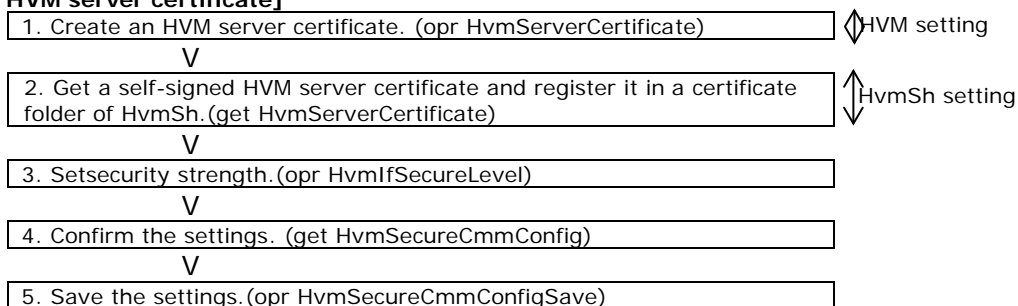 HVM server certificate]
1. Create an HVM server certificate. (opr HvmServerCertificate)
HVM setting
V
2. Get a self-signed HVM server certificate and register it in a certificate
folder of HvmSh.(get HvmServerCertificate)
HvmSh setting
V
3. Setsecurity strength.(opr HvmIfSecureLevel)
V
4. Confirm the settings. (get HvmSecureCmmConfig)
V
5. Save the settings.(opr HvmSecureCmmConfigSave)